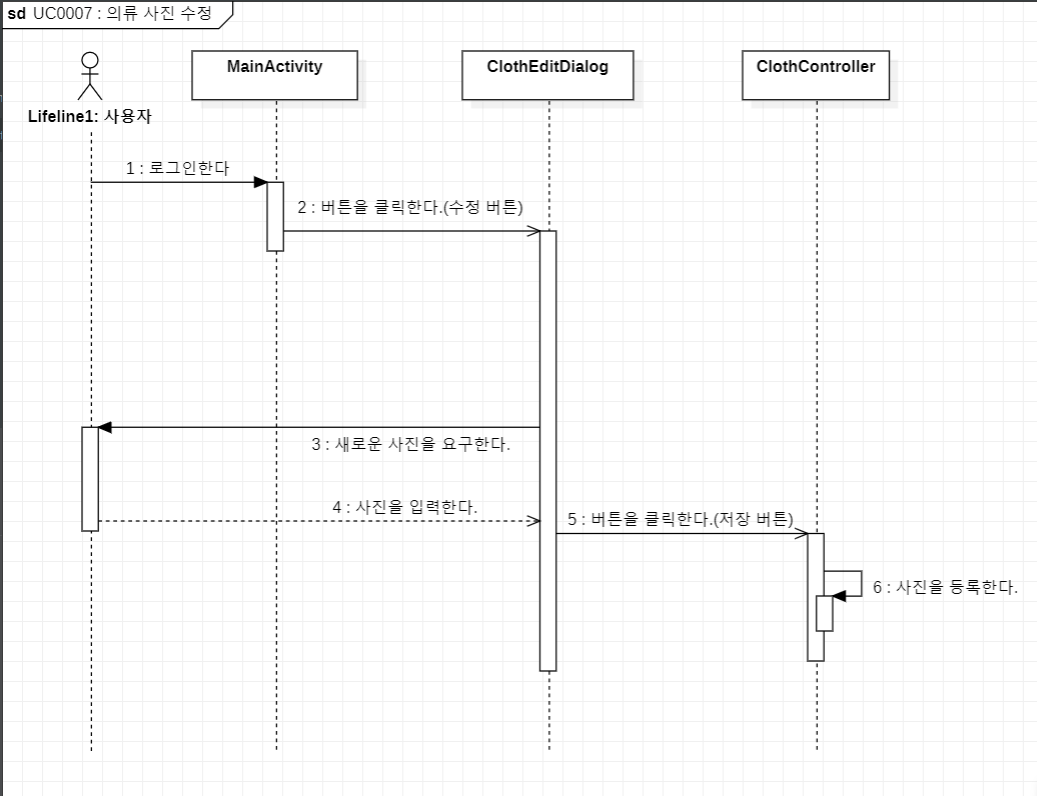 sd UC0007 : 의류 사진 수정
MainActivity
ClothEditDialog
ClothController
Lifeline1: 사용자
1 : 로그인한다
2 : 버튼을 클릭한다.(수정 버튼)
3 : 새로운 사진을 요구한다.
4 : 사진을 입력한다.
5 : 버튼을 클릭한다.(저장 버튼)
6 : 사진을 등록한다.